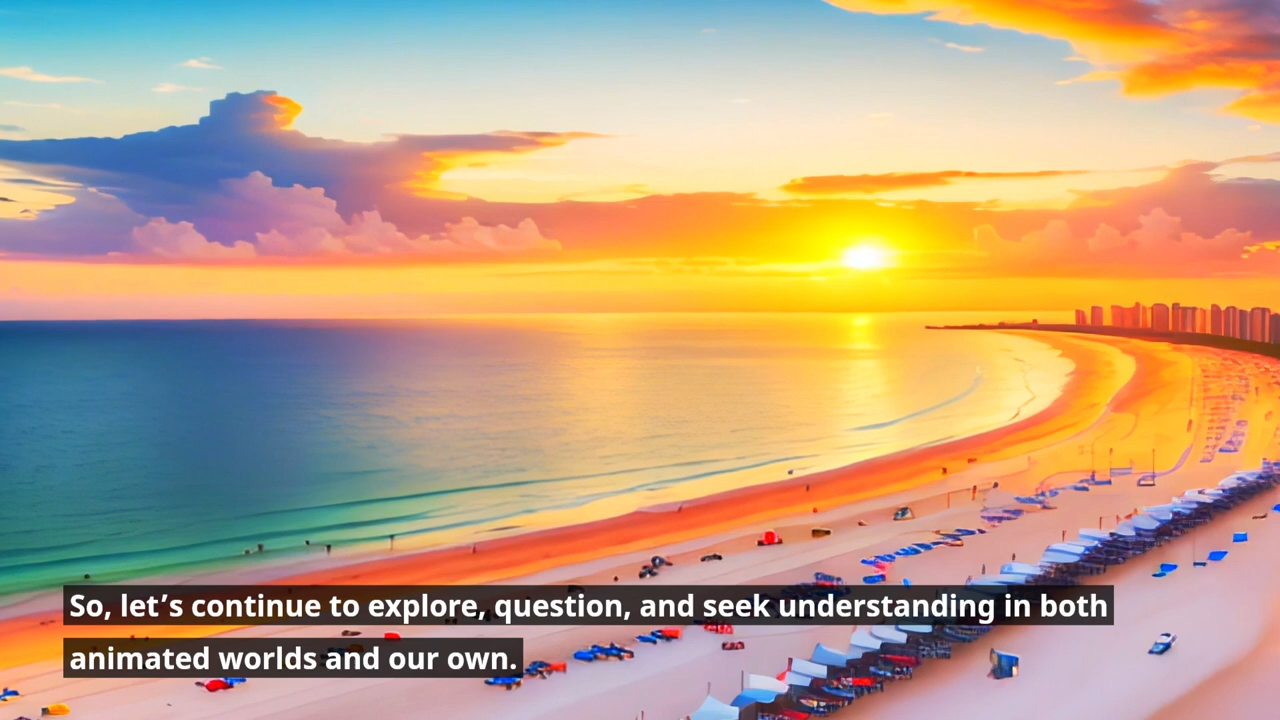 So, let’s continue to explore, question, and seek understanding in both
animated worlds and our own.